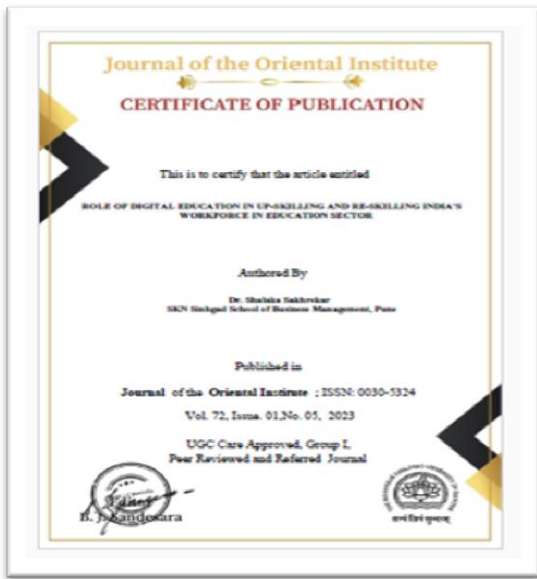 Journal of the Oriental Institute
CERTIFICATE OF PUBLICATION
This is to certify that the article entitled
ROLE OF DIGITAL EDUCATION IN UP-SKILLING AND RE-SKILLING INDIA'S
WORKFORCE IN EDUCATION SECTOR
Authored By
Dr. Shalaka Sakhrekar
SKN Sinhgad School of Business Management, Pune
Published in
Journal of the Oriental Institute ; ISSN: 0030-5324
Vol. 72, Issue. 01,No. 05, 2023
UGC Care Approved, Group I,
Peer Reviewed and Referred Journal
B. J. Sandesara
सत्यं शिवं सुन्दरम्